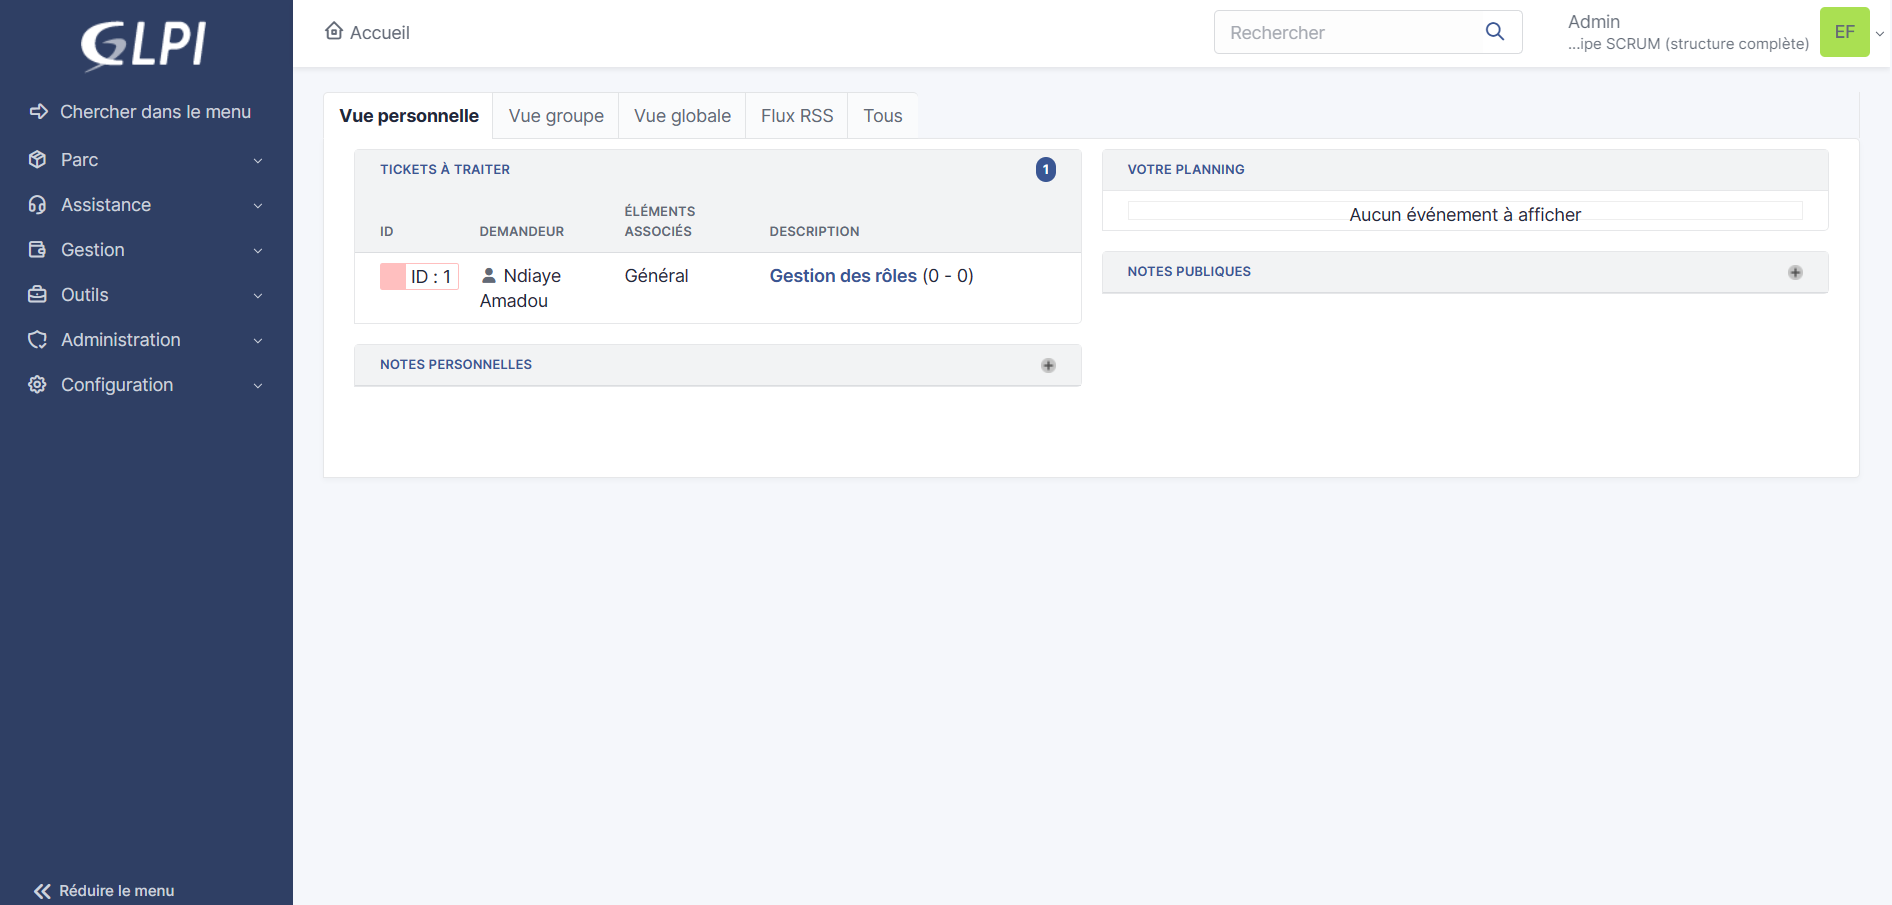 GLPI
Chercher dans le menu
Parc
Assistance
Gestion
Outils
Administration
Configuration
Réduire le menu
Accueil
Rechercher
Admin
...ipe SCRUM (structure complète)
EF
Vue personnelle
Vue groupe
Vue globale
Flux RSS
Tous
TICKETS À TRAITER
1
ID
DEMANDEUR
ÉLÉMENTS
ASSOCIÉS
DESCRIPTION
ID : 1
Ndiaye
Amadou
Général
Gestion des rôles (0 - 0)
NOTES PERSONNELLES
VOTRE PLANNING
Aucun événement à afficher
NOTES PUBLIQUES